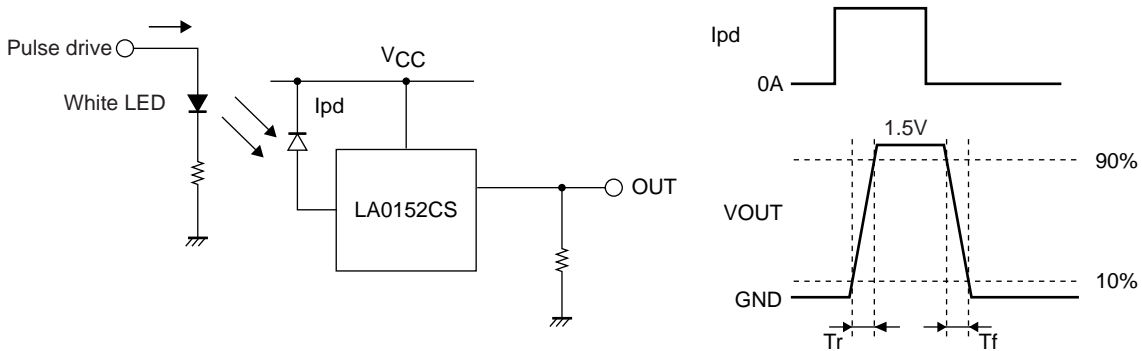 Pulse drive
White LED
VCC
Ipd
LA0152CS
OUT
Ipd
0A
1.5V
90%
VOUT
10%
GND
Tr
Tf